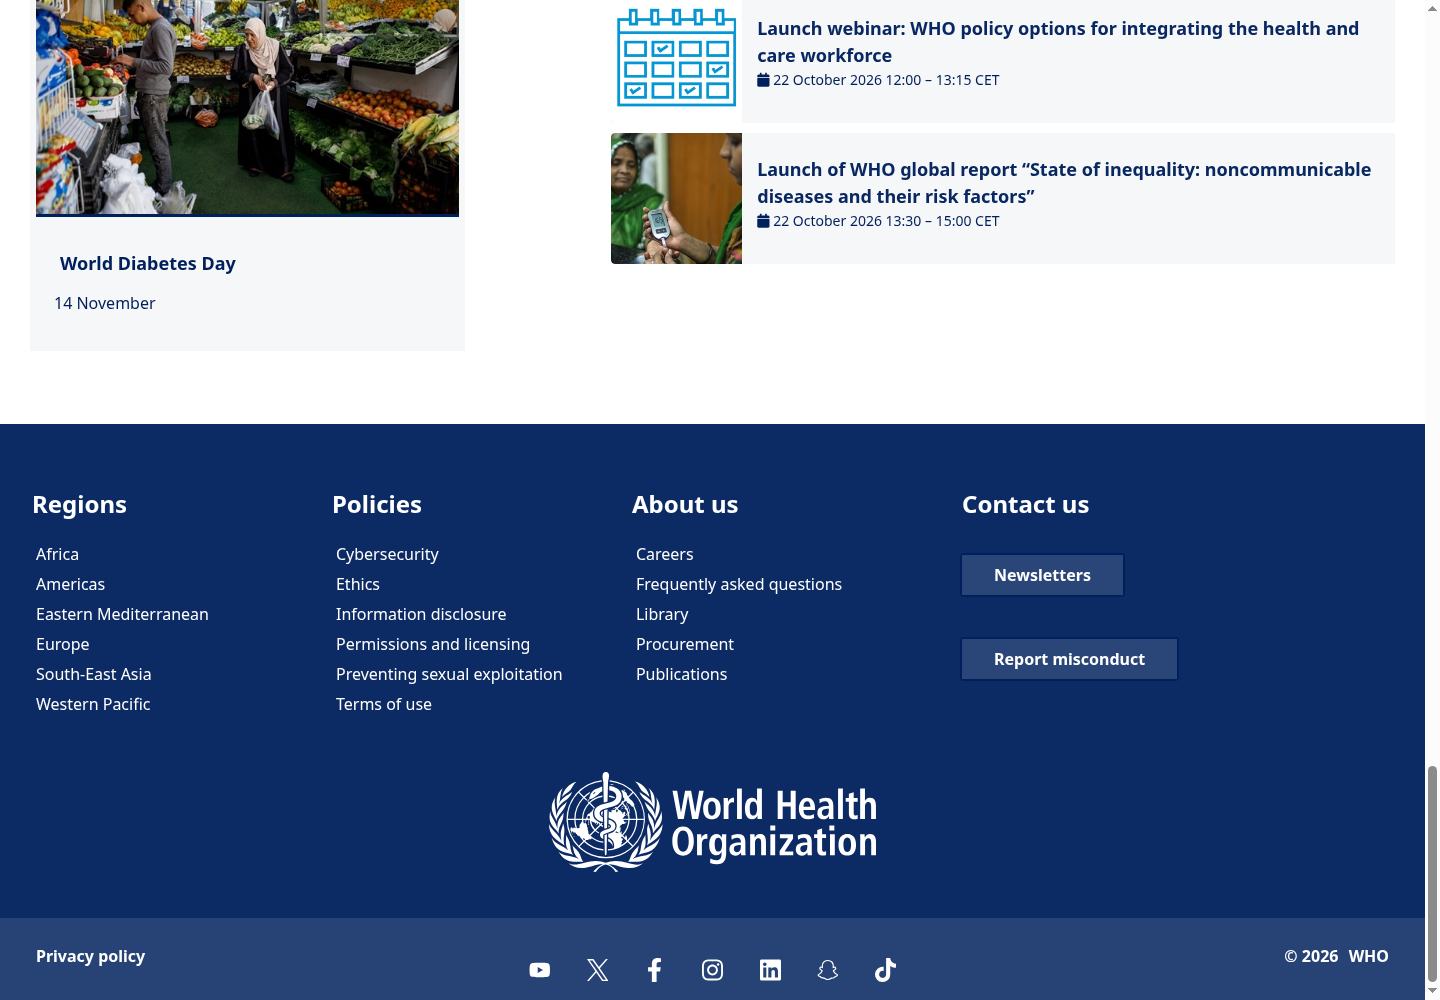 Launch webinar: WHO policy options for integrating the health and
care workforce
22 October 2026 12:00 – 13:15 CET
Launch of WHO global report “State of inequality: noncommunicable
diseases and their risk factors”
22 October 2026 13:30 – 15:00 CET
World Diabetes Day
14 November
Regions
Africa
Americas
Eastern Mediterranean
Europe
South-East Asia
Western Pacific
Policies
Cybersecurity
Ethics
Information disclosure
Permissions and licensing
Preventing sexual exploitation
Terms of use
About us
Careers
Frequently asked questions
Library
Procurement
Publications
Contact us
Newsletters
Report misconduct
World Health
Organization
Privacy policy
© 2026 WHO